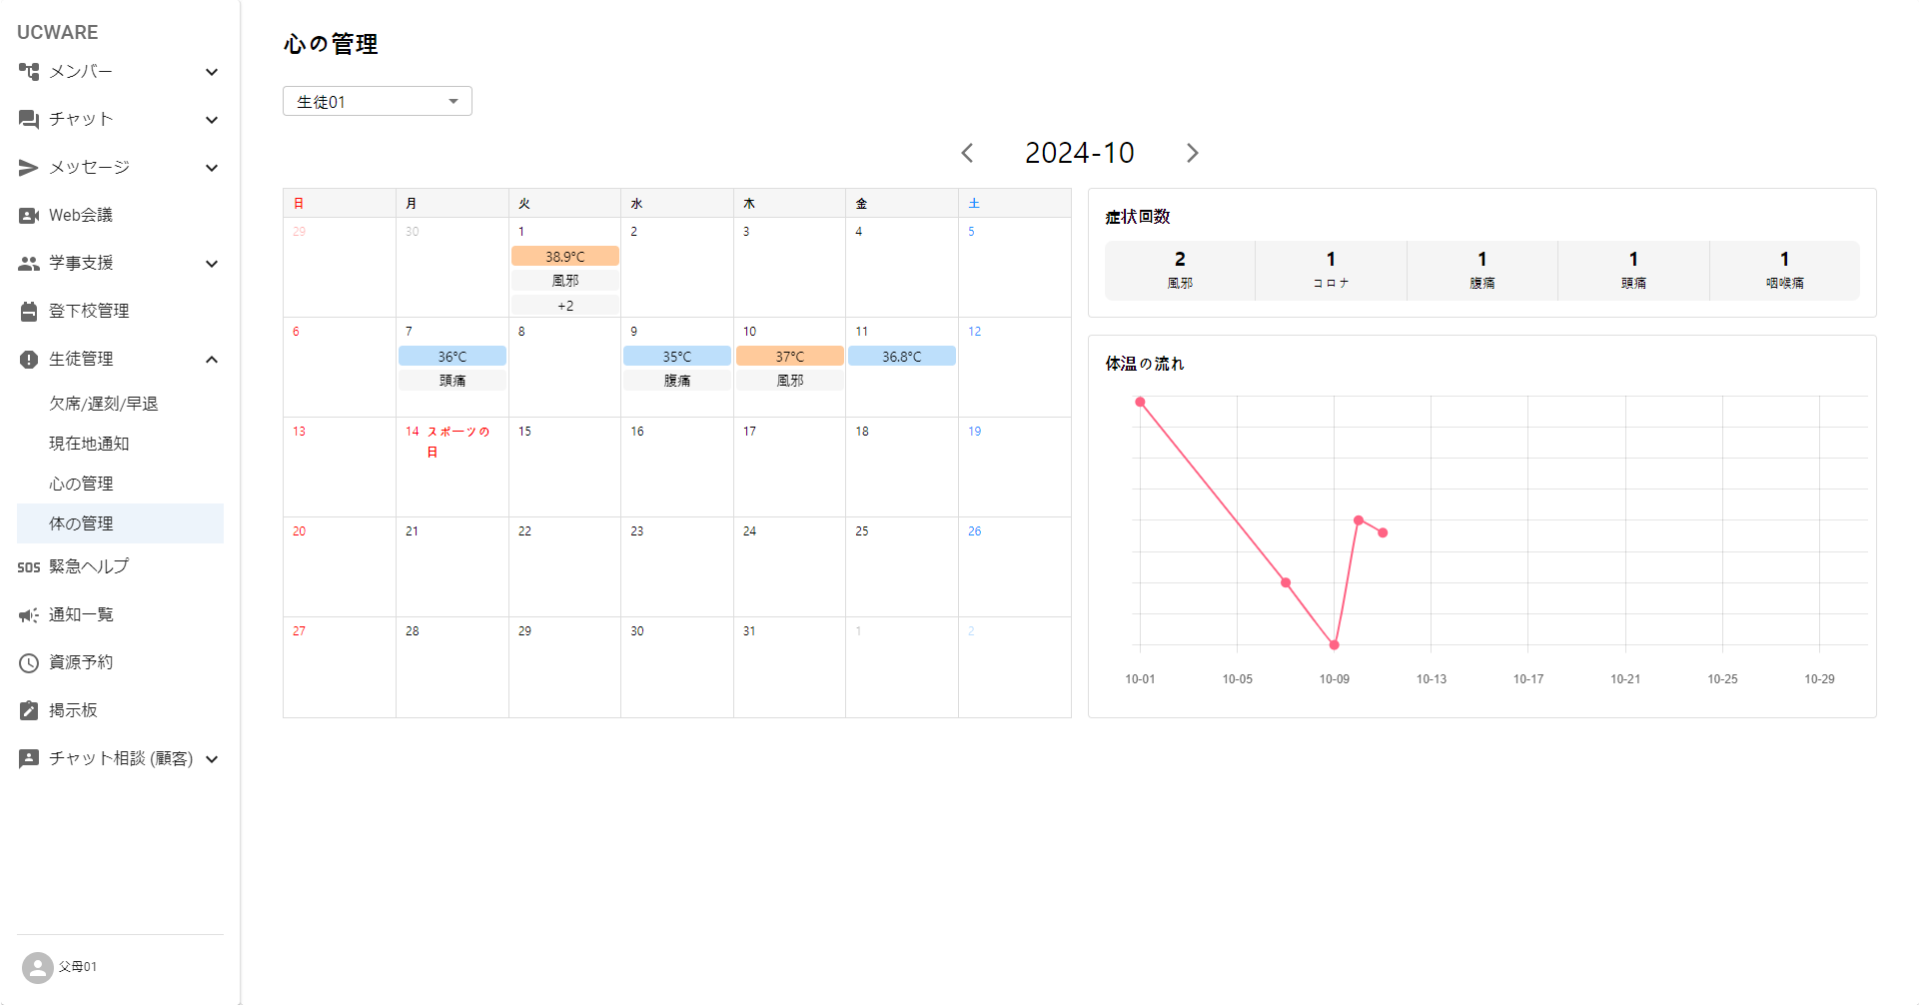 UCWARE
メンバー
チャット
メッセージ
Web会議
学事支援
登下校管理
生徒管理
欠席/遅刻/早退
現在地通知
心の管理
体の管理
SOS 緊急ヘルプ
通知一覧
資源予約
掲示板
チャット相談 (顧客)
父母01
心の管理
生徒01
2024-10
日 月 火 水 木 金 土
29 30 1 2 3 4 5
38.9°C
風邪
+2
6 7 8 9 10 11 12
36°C 35°C 37°C 36.8°C
頭痛 腹痛 風邪
13 14 スポーツの 15 16 17 18 19
日
20 21 22 23 24 25 26
27 28 29 30 31 1 2
症状回数
2 1 1 1 1
風邪 コロナ 腹痛 頭痛 咽喉痛
体温の流れ
10-01 10-05 10-09 10-13 10-17 10-21 10-25 10-29